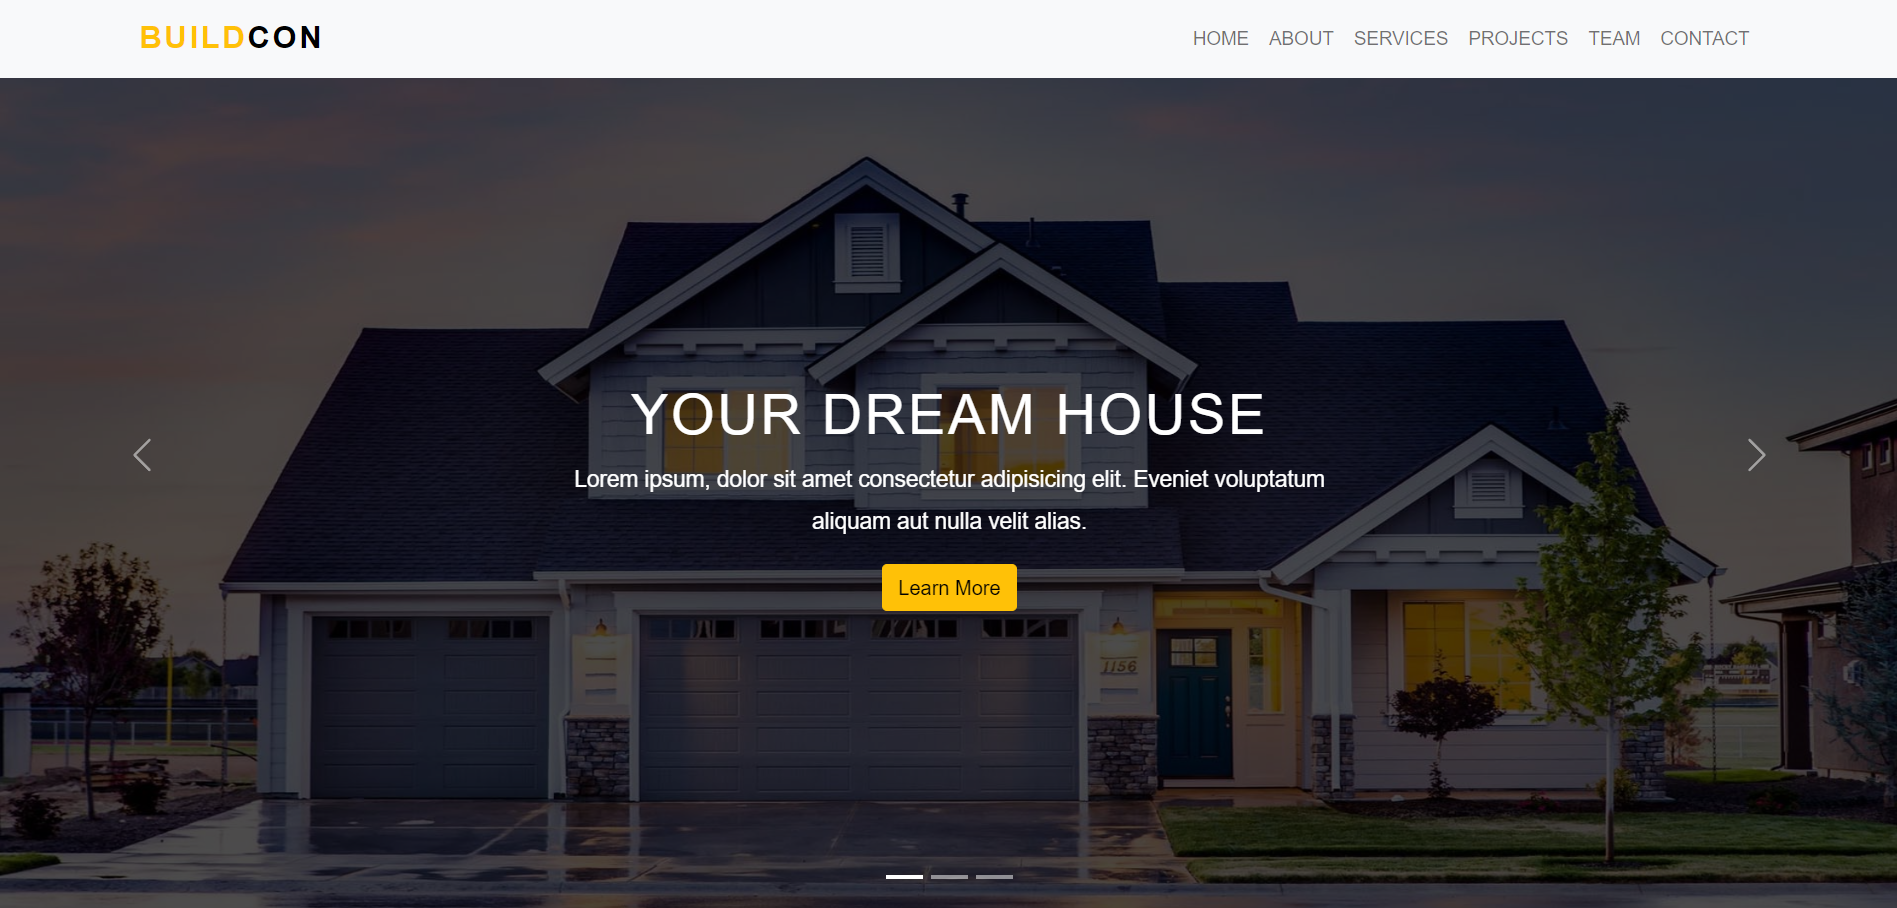 BUILDCON
HOME ABOUT SERVICES PROJECTS TEAM CONTACT
YOUR DREAM HOUSE
Lorem ipsum, dolor sit amet consectetur adipisicing elit. Eveniet voluptatum
aliquam aut nulla velit alias.
Learn More
1156